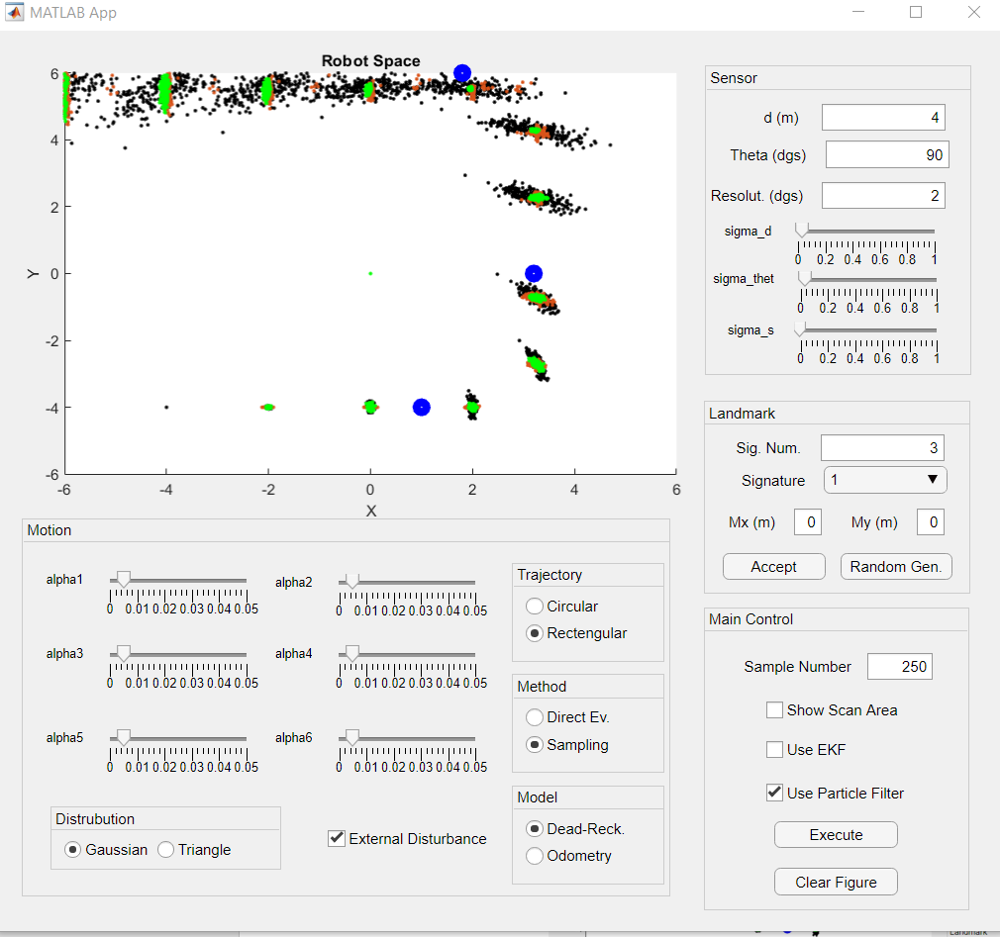 MATLAB App
Robot Space
6
4
2
0
-2
-4
-6
Y
-6 -4 -2 0 2 4 6
X
Sensor
d (m) 4
Theta (dgs) 90
Resolut. (dgs) 2
sigma_d
0 0.2 0.4 0.6 0.8 1
sigma_thet
0 0.2 0.4 0.6 0.8 1
sigma_s
0 0.2 0.4 0.6 0.8 1
Landmark
Sig. Num. 3
Signature 1
Mx (m) 0 My (m) 0
Accept Random Gen.
Motion
alpha1
0 0.01 0.02 0.03 0.04 0.05
alpha2
0 0.01 0.02 0.03 0.04 0.05
alpha3
0 0.01 0.02 0.03 0.04 0.05
alpha4
0 0.01 0.02 0.03 0.04 0.05
alpha5
0 0.01 0.02 0.03 0.04 0.05
alpha6
0 0.01 0.02 0.03 0.04 0.05
Distrubution
Gaussian Triangle
External Disturbance
Trajectory
Circular
Rectengular
Method
Direct Ev.
Sampling
Model
Dead-Reck.
Odometry
Main Control
Sample Number 250
Show Scan Area
Use EKF
Use Particle Filter
Execute
Clear Figure
Landmark